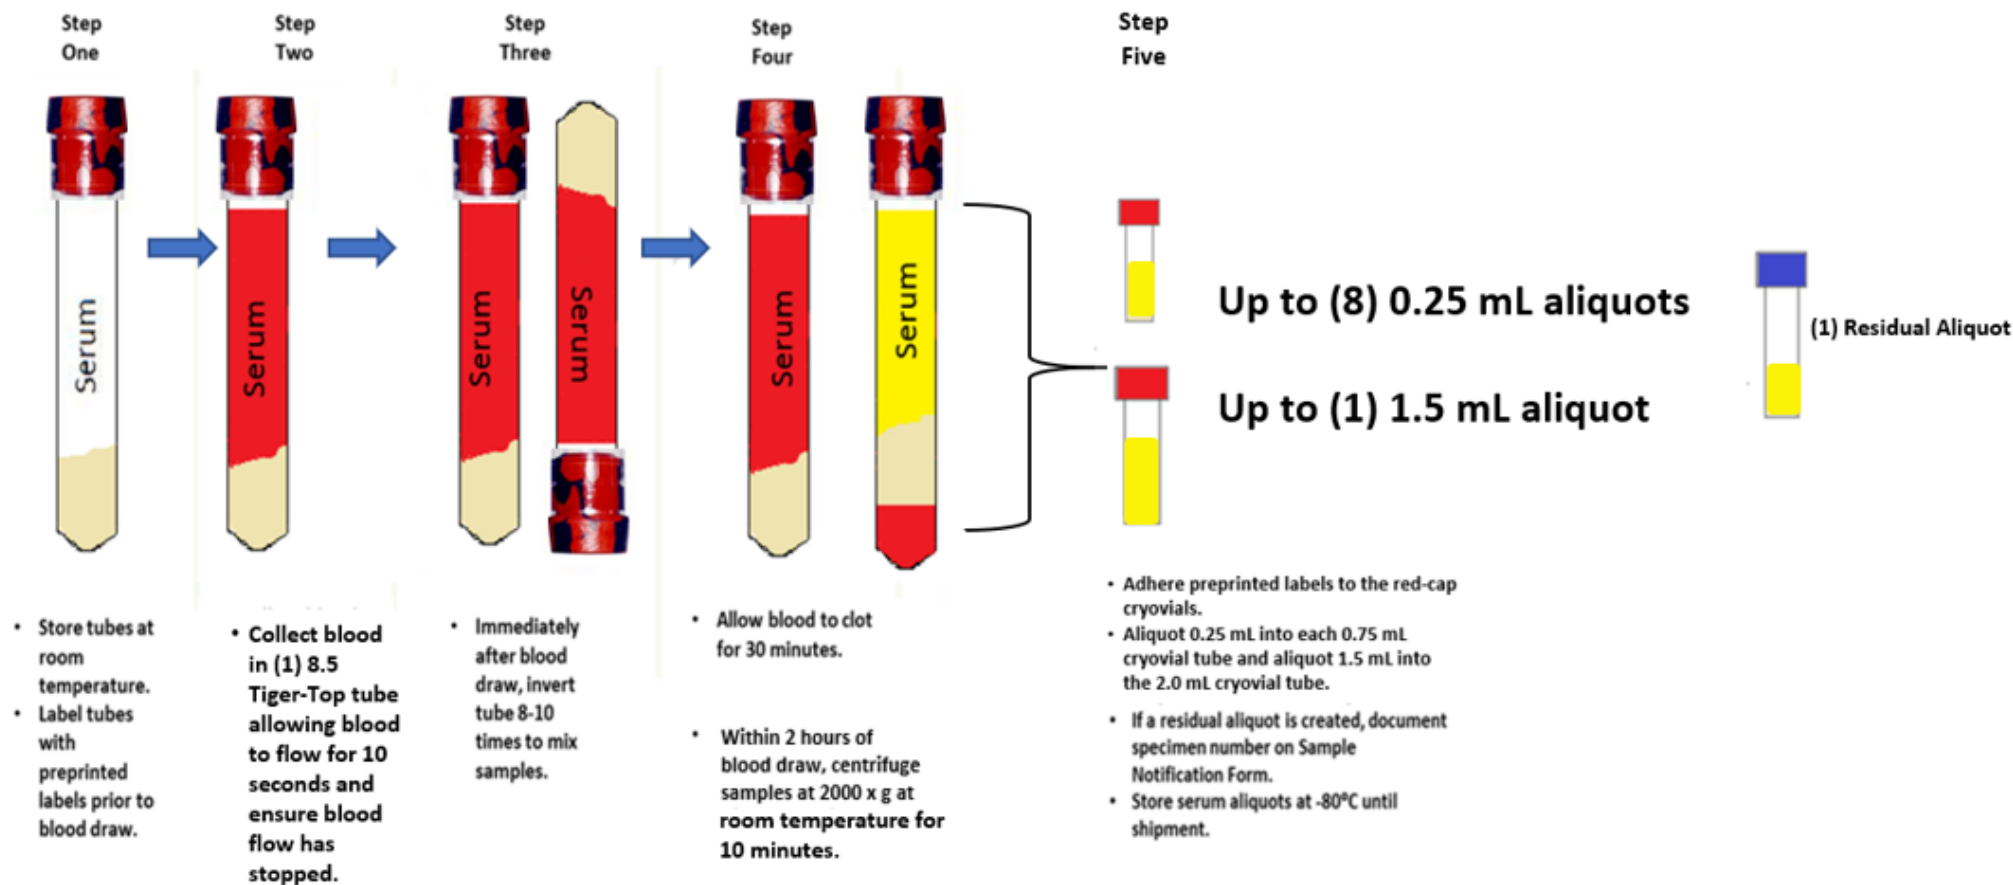 Step
One
Step
Two
Step
Three
Step
Four
Step
Five
Serum
Serum
Serum
Serum
Serum
Serum
Up to (8) 0.25 mL aliquots
Up to (1) 1.5 mL aliquot
(1) Residual Aliquot
• Store tubes at
room
temperature.
• Label tubes
with
preprinted
labels prior to
blood draw.
• Collect blood
in (1) 8.5
Tiger-Top tube
allowing blood
to flow for 10
seconds and
ensure blood
flow has
stopped.
• Immediately
after blood
draw, invert
tube 8-10
times to mix
samples.
• Allow blood to clot
for 30 minutes.
• Within 2 hours of
blood draw, centrifuge
samples at 2000 x g at
room temperature for
10 minutes.
• Adhere preprinted labels to the red-cap
cryovials.
• Aliquot 0.25 mL into each 0.75 mL
cryovial tube and aliquot 1.5 mL into
the 2.0 mL cryovial tube.
• If a residual aliquot is created, document
specimen number on Sample
Notification Form.
• Store serum aliquots at -80°C until
shipment.